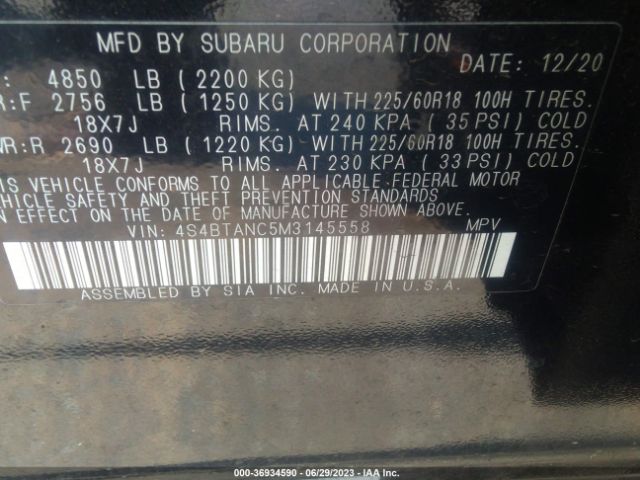 MFD BY SUBARU CORPORATION
DATE: 12/20
: 4850 LB (2200 KG)
R:F 2756 LB (1250 KG) WITH 225/60R18 100H TIRES.
18X7J RIMS. AT 240 KPA (35 PSI) COLD
WR:R 2690 LB (1220 KG) WITH 225/60R18 100H TIRES.
18X7J RIMS. AT 230 KPA (33 PSI) COLD
IS VEHICLE CONFORMS TO ALL APPLICABLE FEDERAL MOTOR
EHICLE SAFETY AND THEFT PREVENTION STANDARDS
EFFECT ON THE DATE OF MANUFACTURE SHOWN ABOVE.
VIN: 4S4BTANC5M3145558 MPV
ASSEMBLED BY SIA INC. MADE IN U.S.A.
000-36934590 - 06/29/2023 - IAA Inc.